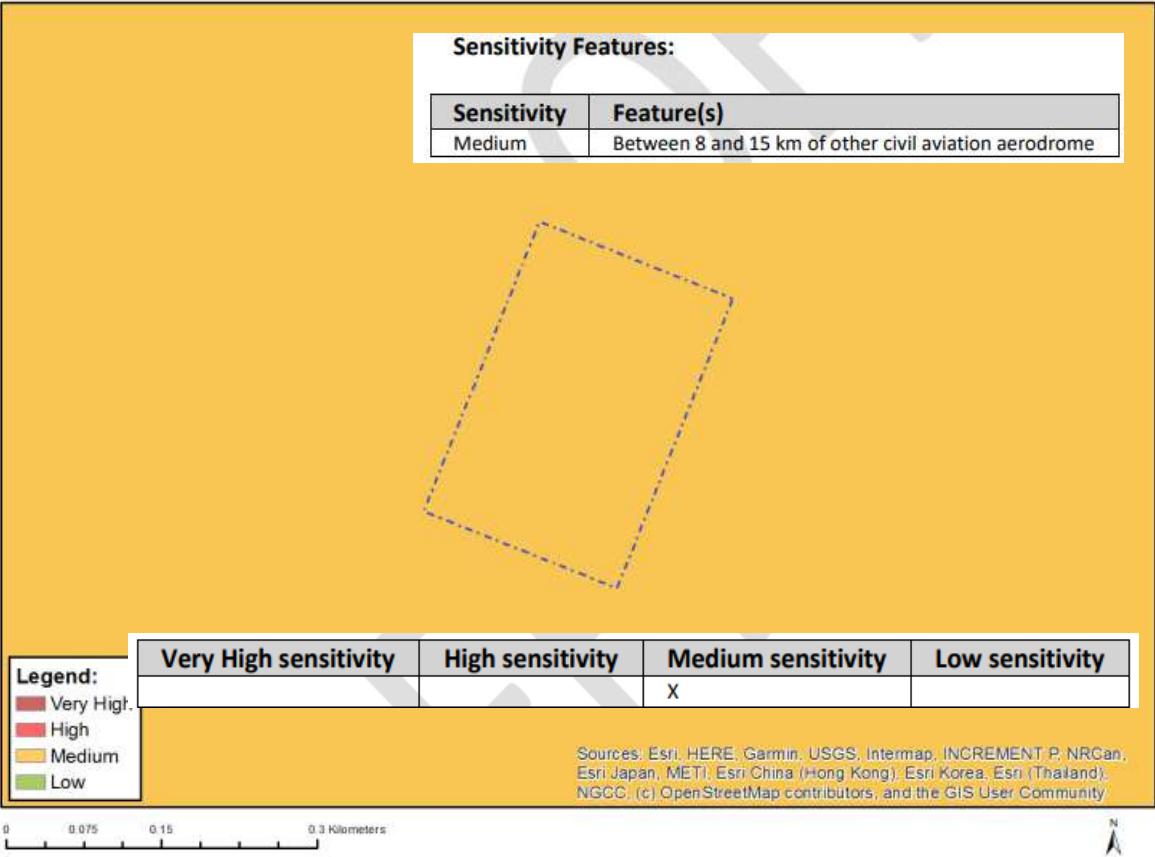 Sensitivity Features:
Sensitivity Feature(s)
Medium Between 8 and 15 km of other civil aviation aerodrome
Very High sensitivity High sensitivity Medium sensitivity Low sensitivity
X
Legend:
Very High
High
Medium
Low
Sources: Esri, HERE, Garmin, USGS, Intermap, INCREMENT P, NRCan,
Esri Japan, METI, Esri China (Hong Kong), Esri Korea, Esri (Thailand),
NGCC, (c) OpenStreetMap contributors, and the GIS User Community
0 0.075 0.15 0.3 Kilometers
N